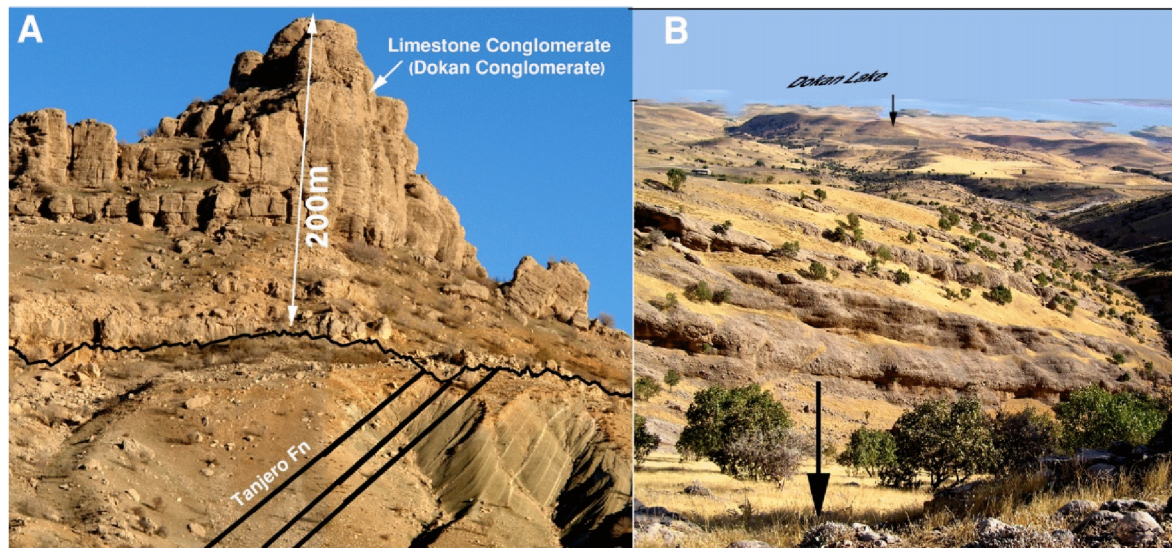 A
Limestone Conglomerate
(Dokan Conglomerate)
200m
Tanjero Fn
B
Dokan Lake